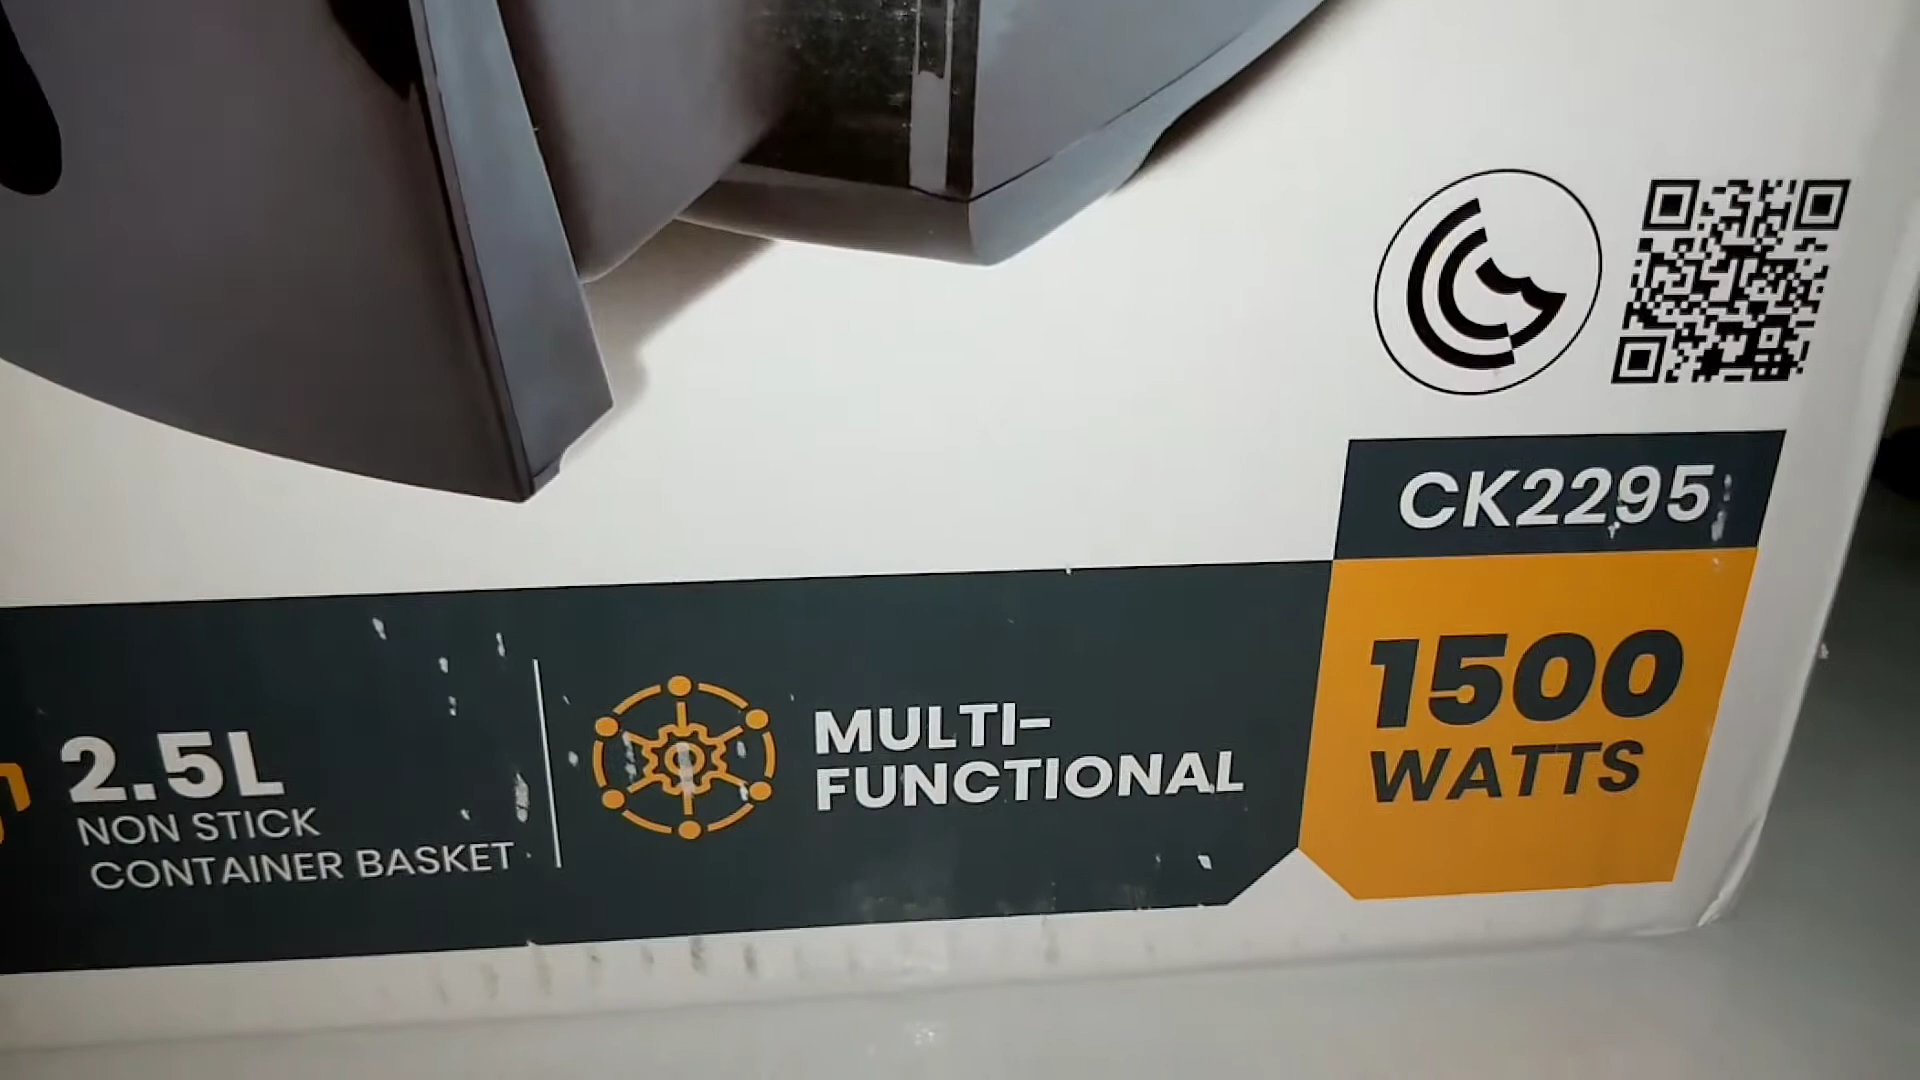 CK2295
1500
WATTS
2.5L
NON STICK
CONTAINER BASKET
MULTI-
FUNCTIONAL